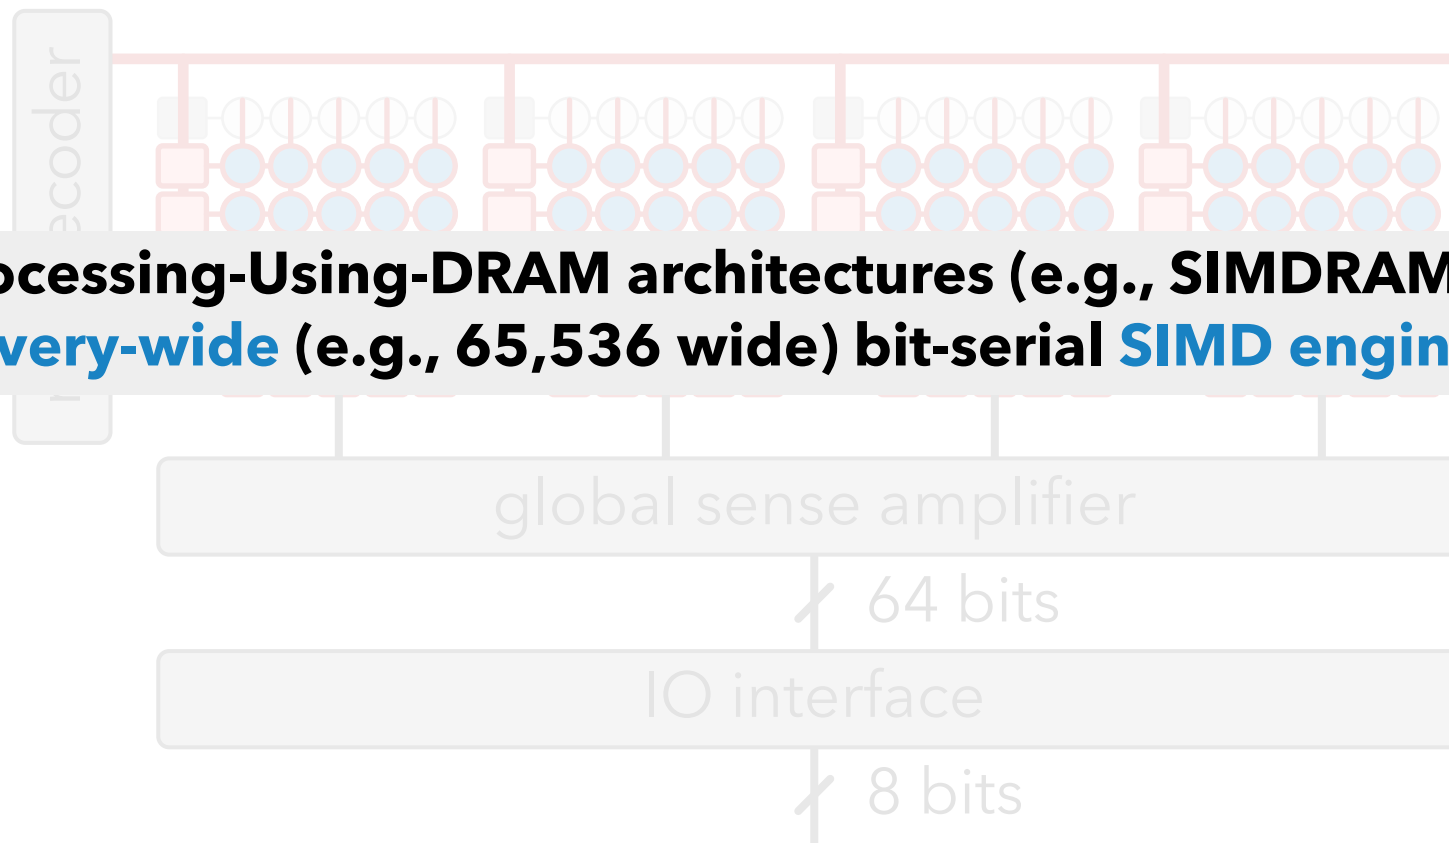 ecoder
ocessing-Using-DRAM architectures (e.g., SIMDRAM
very-wide (e.g., 65,536 wide) bit-serial SIMD engin
global sense amplifier
64 bits
IO interface
8 bits